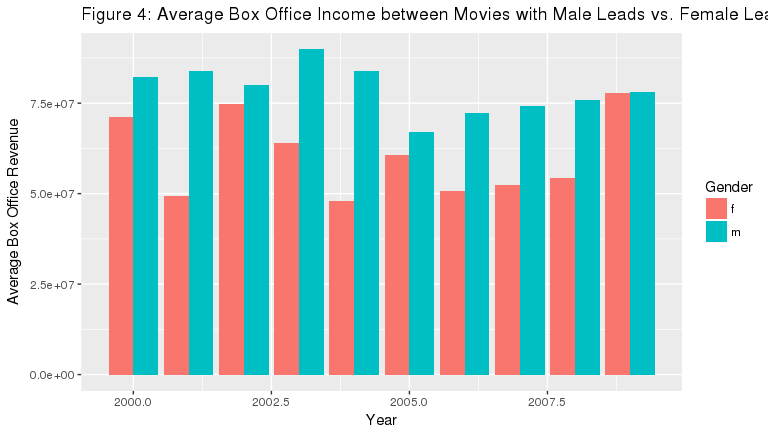 Figure 4: Average Box Office Income between Movies with Male Leads vs. Female Lea
Average Box Office Revenue
7.5e+07
5.0e+07
2.5e+07
0.0e+00
2000.0 2002.5 2005.0 2007.5
Year
Gender
f
m